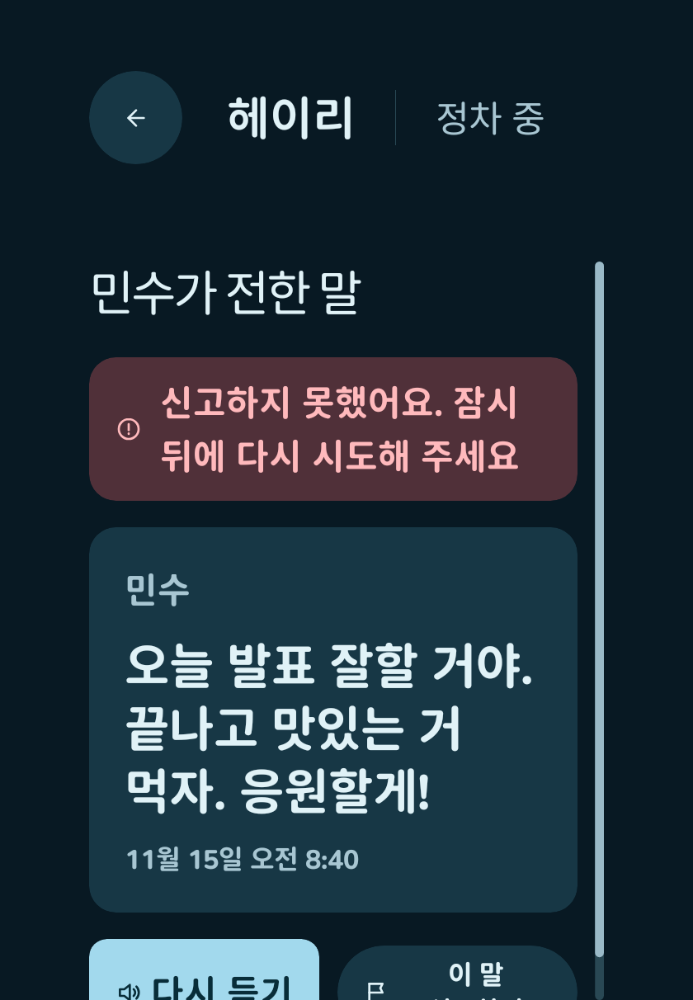 헤이리
정차 중
민수가 전한 말
신고하지 못했어요. 잠시
뒤에 다시 시도해 주세요
민수
오늘 발표 잘할 거야.
끝나고 맛있는 거
먹자. 응원할게!
11월 15일 오전 8:40
다시 듣기
이 말